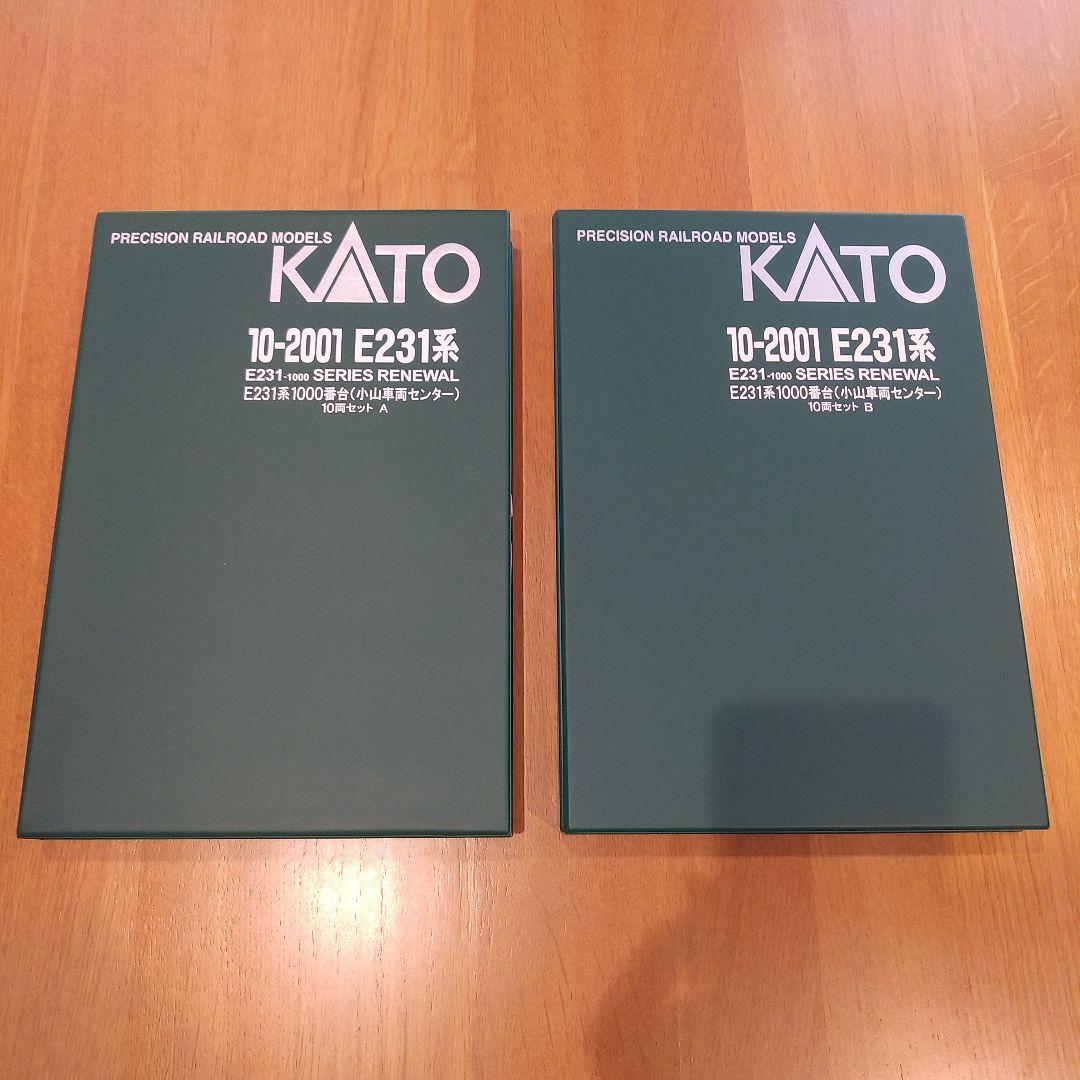 PRECISION RAILROAD MODELS
KATO
10-2001 E231系
E231-1000 SERIES RENEWAL
E231系1000番台(小山車両センター)
10両セット A
PRECISION RAILROAD MODELS
KATO
10-2001 E231系
E231-1000 SERIES RENEWAL
E231系1000番台(小山車両センター)
10両セット B